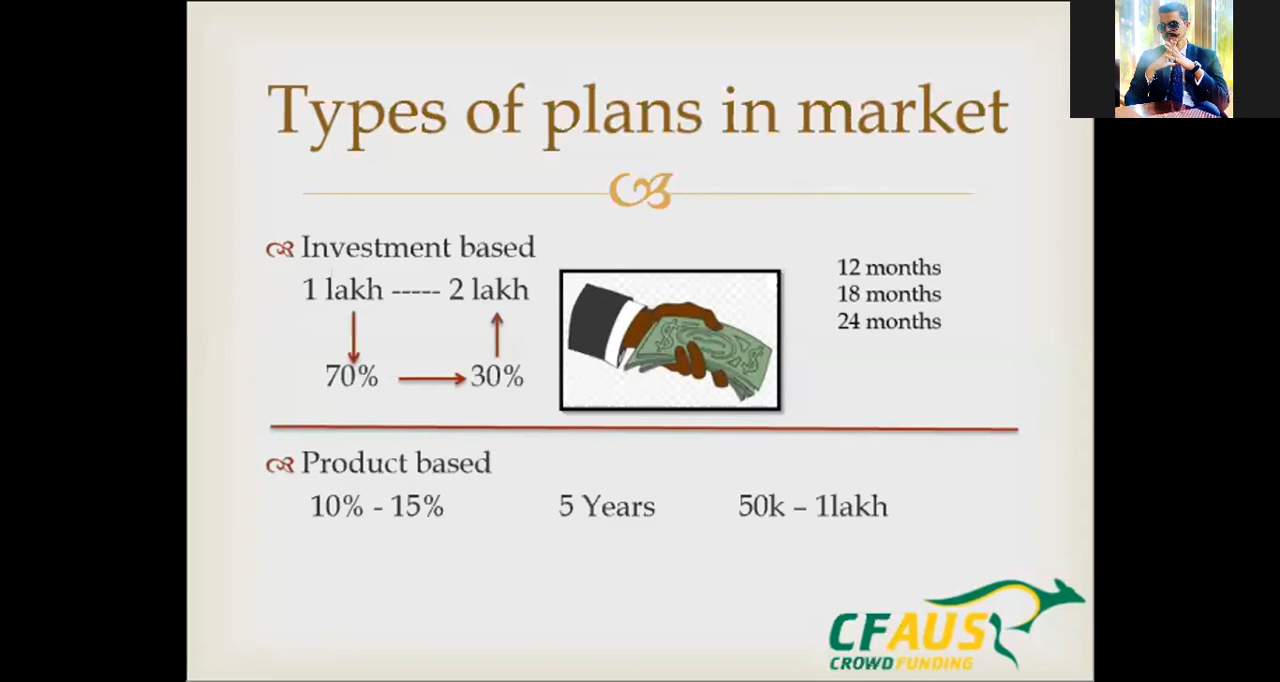 Types of plans in market
Investment based
1 lakh ----- 2 lakh
70% 30%
12 months
18 months
24 months
Product based
10% - 15% 5 Years 50k – 1lakh
CFAUS
CROWDFUNDING